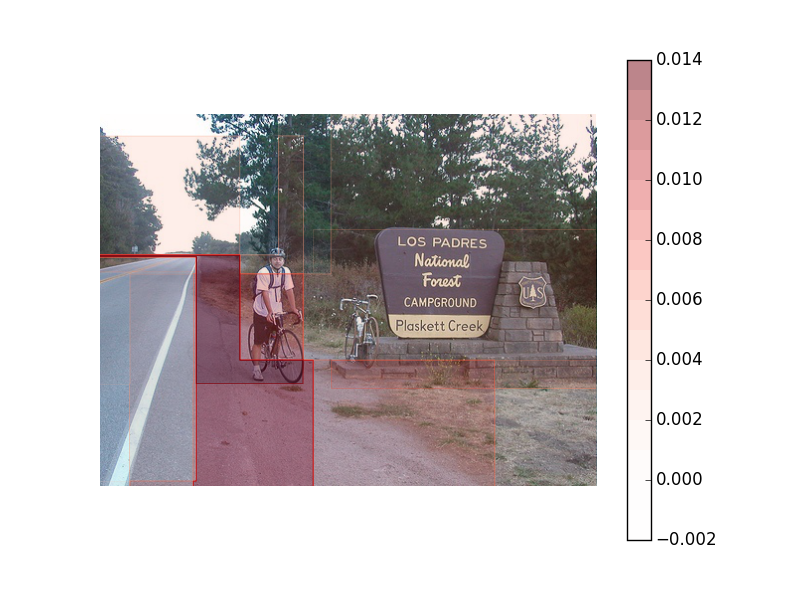 LOS PADRES
National
Forest
CAMPGROUND
Plaskett Creek
U S
0.014
0.012
0.010
0.008
0.006
0.004
0.002
0.000
−0.002